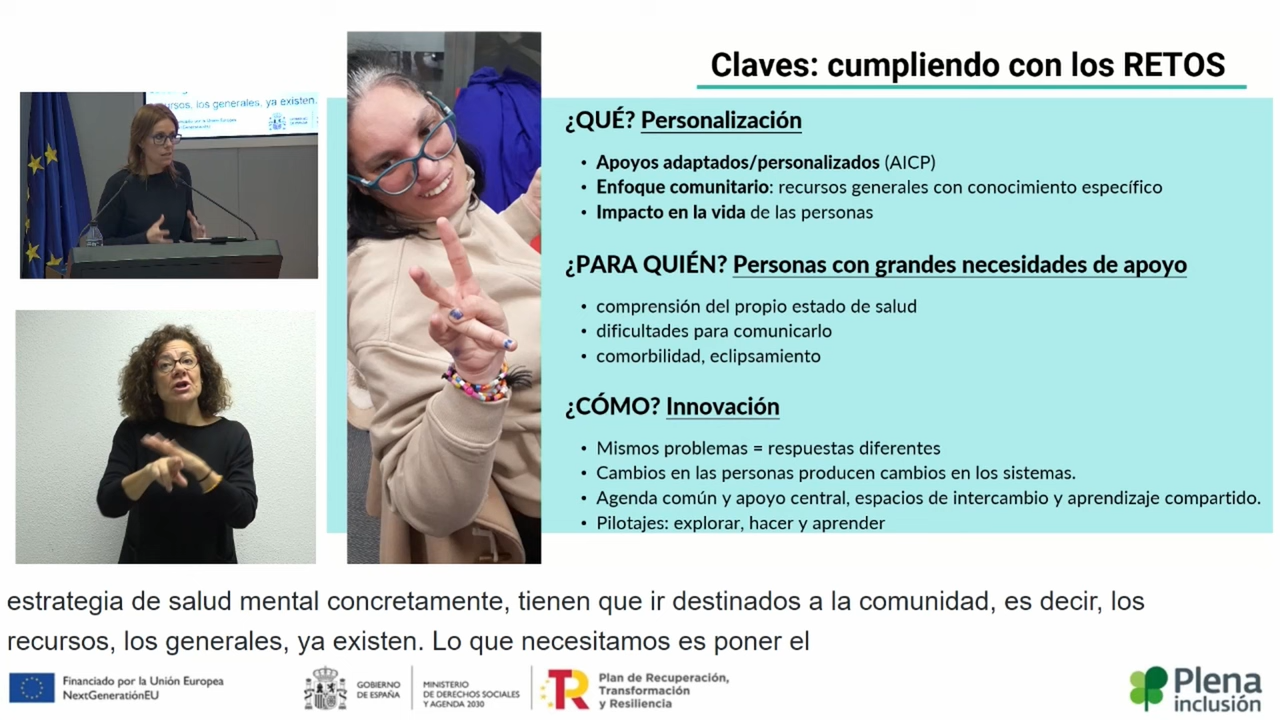 Claves: cumpliendo con los RETOS
¿QUÉ? Personalización
• Apoyos adaptados/personalizados (AICP)
• Enfoque comunitario: recursos generales con conocimiento específico
• Impacto en la vida de las personas
¿PARA QUIÉN? Personas con grandes necesidades de apoyo
• comprensión del propio estado de salud
• dificultades para comunicarlo
• comorbilidad, eclipsamiento
¿CÓMO? Innovación
• Mismos problemas = respuestas diferentes
• Cambios en las personas producen cambios en los sistemas.
• Agenda común y apoyo central, espacios de intercambio y aprendizaje compartido.
• Pilotajes: explorar, hacer y aprender
recursos, los generales, ya existen.
estrategia de salud mental concretamente, tienen que ir destinados a la comunidad, es decir, los
recursos, los generales, ya existen. Lo que necesitamos es poner el
Financiado por la Unión Europea
NextGenerationEU
GOBIERNO
DE ESPAÑA
MINISTERIO
DE DERECHOS SOCIALES
Y AGENDA 2030
R
Plan de Recuperación,
Transformación
y Resiliencia
Plena
inclusión